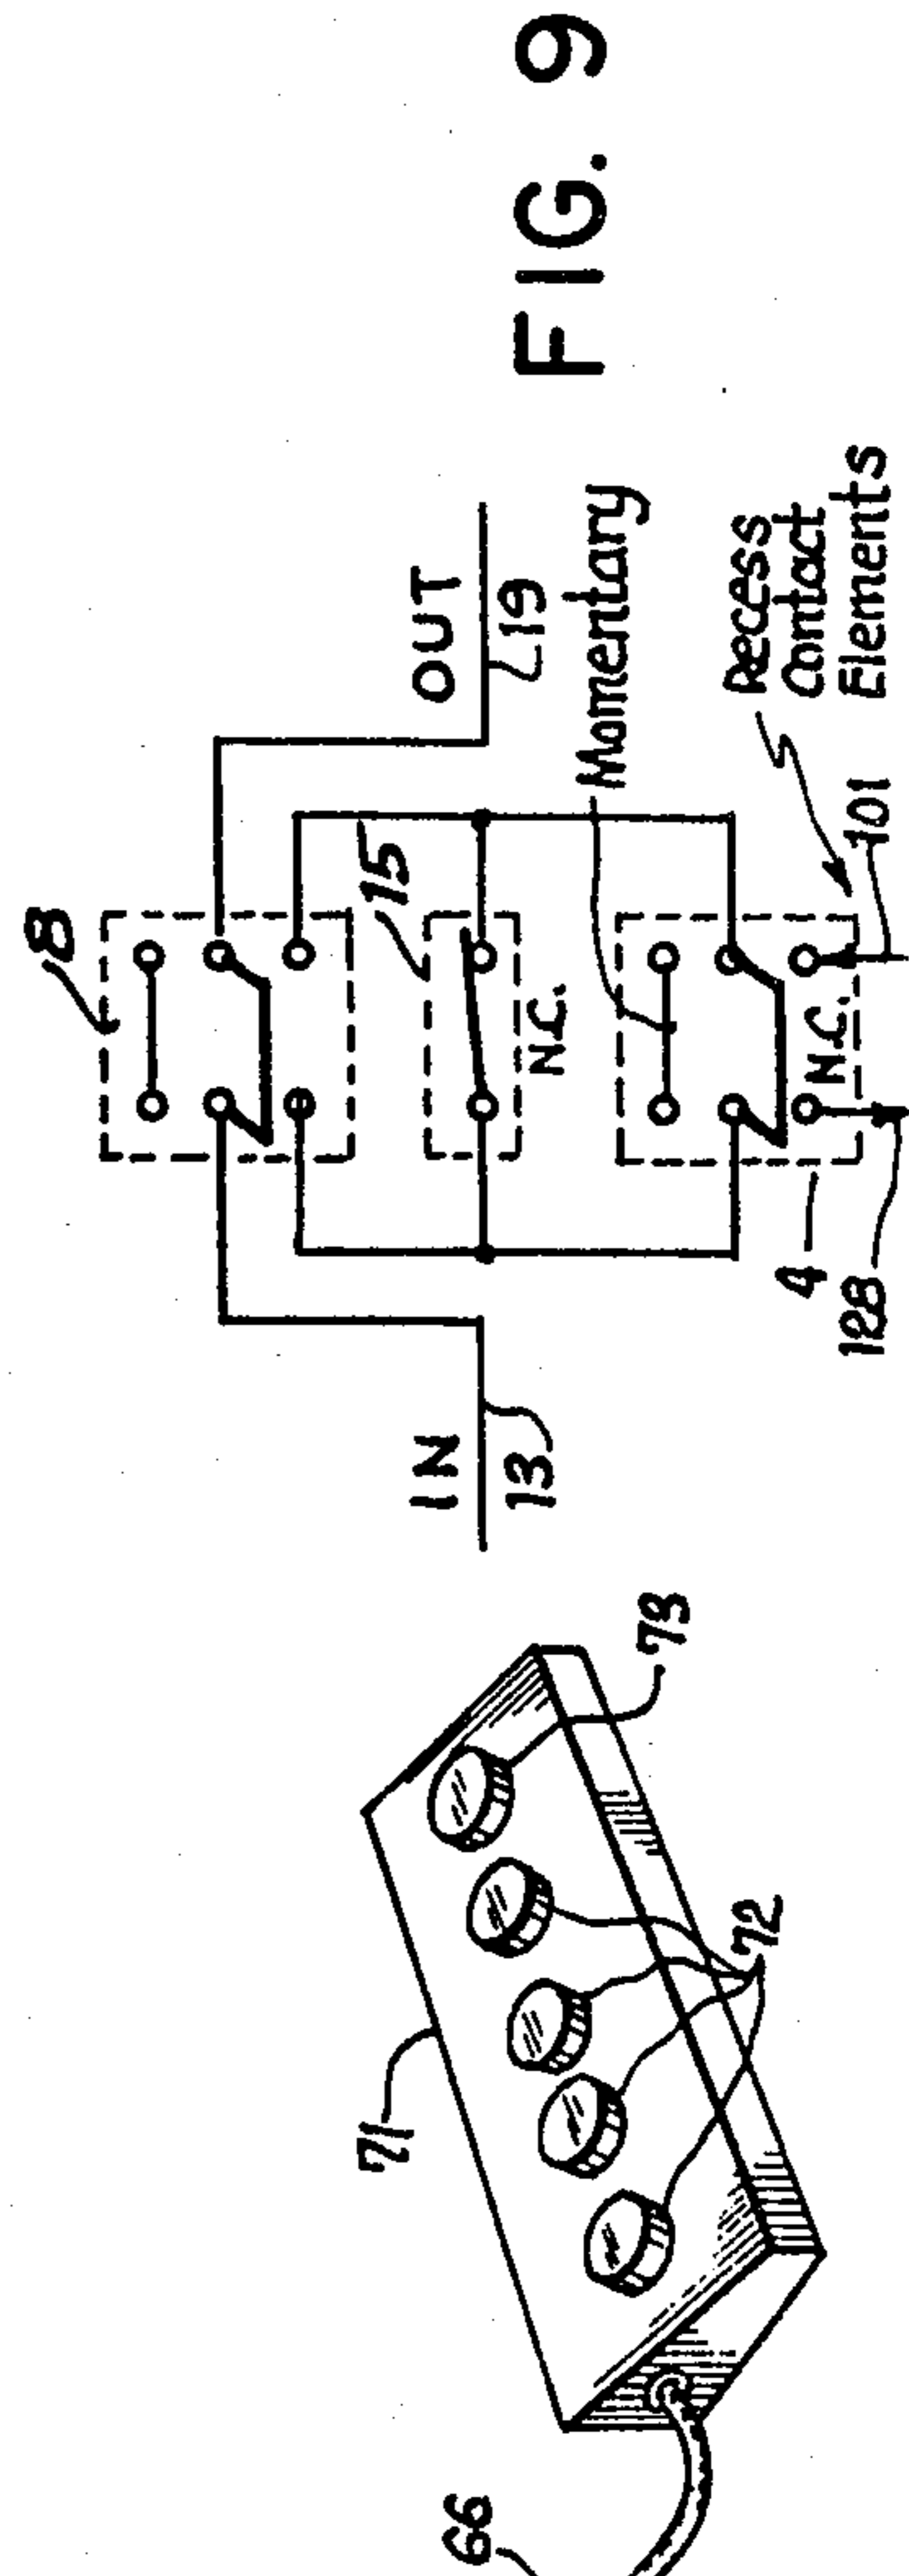 FIG. 9
8
OUT
19
15
Momentary
N.C.
Recess
Contact
Elements
N.C.
101
4
128
IN
13
73
72
71
66